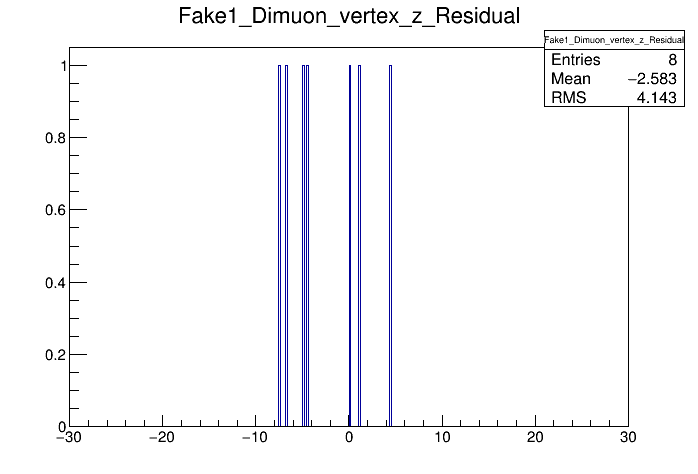 Fake1_Dimuon_vertex_z_Residual
Fake1_Dimuon_vertex_z_Residual
Entries 8
Mean −2.583
RMS 4.143
1
0.8
0.6
0.4
0.2
0
−30 −20 −10 0 10 20 30